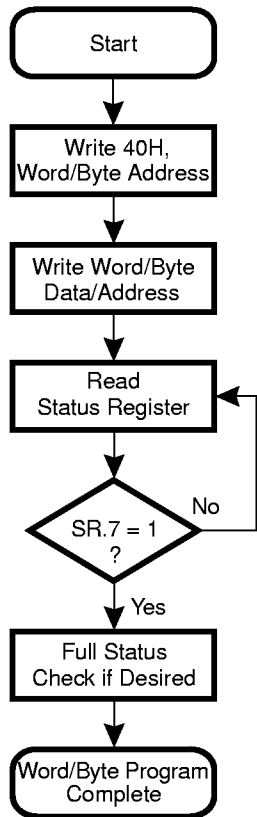 Start
Write 40H,
Word/Byte Address
Write Word/Byte
Data/Address
Read
Status Register
SR.7 = 1
?
No
Yes
Full Status
Check if Desired
Word/Byte Program
Complete